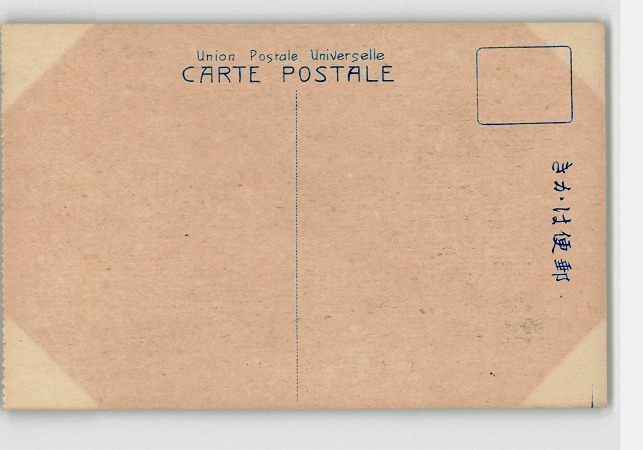 Union Postale Universelle
CARTE POSTALE
きかは便郵